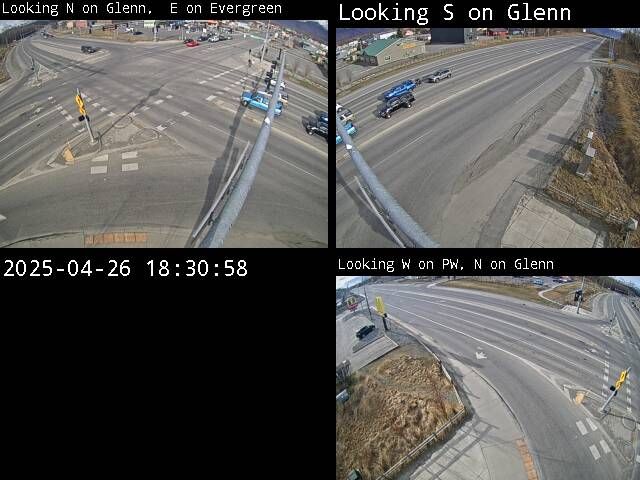 Looking N on Glenn, E on Evergreen
Looking S on Glenn
2025-04-26 18:30:58
Looking W on PW, N on Glenn